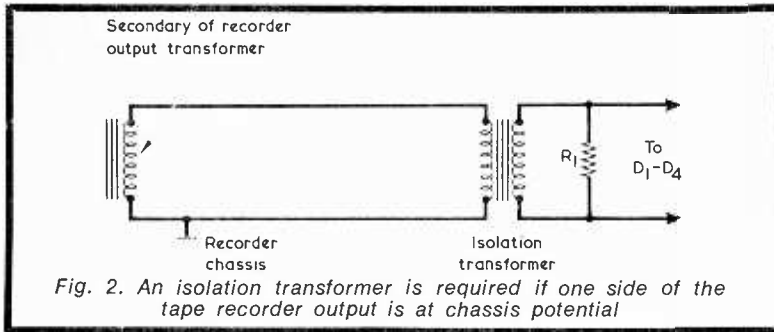 Secondary of recorder
output transformer
R1
To
D1-D4
Recorder
chassis
Isolation
transformer
Fig. 2. An isolation transformer is required if one side of the
tape recorder output is at chassis potential